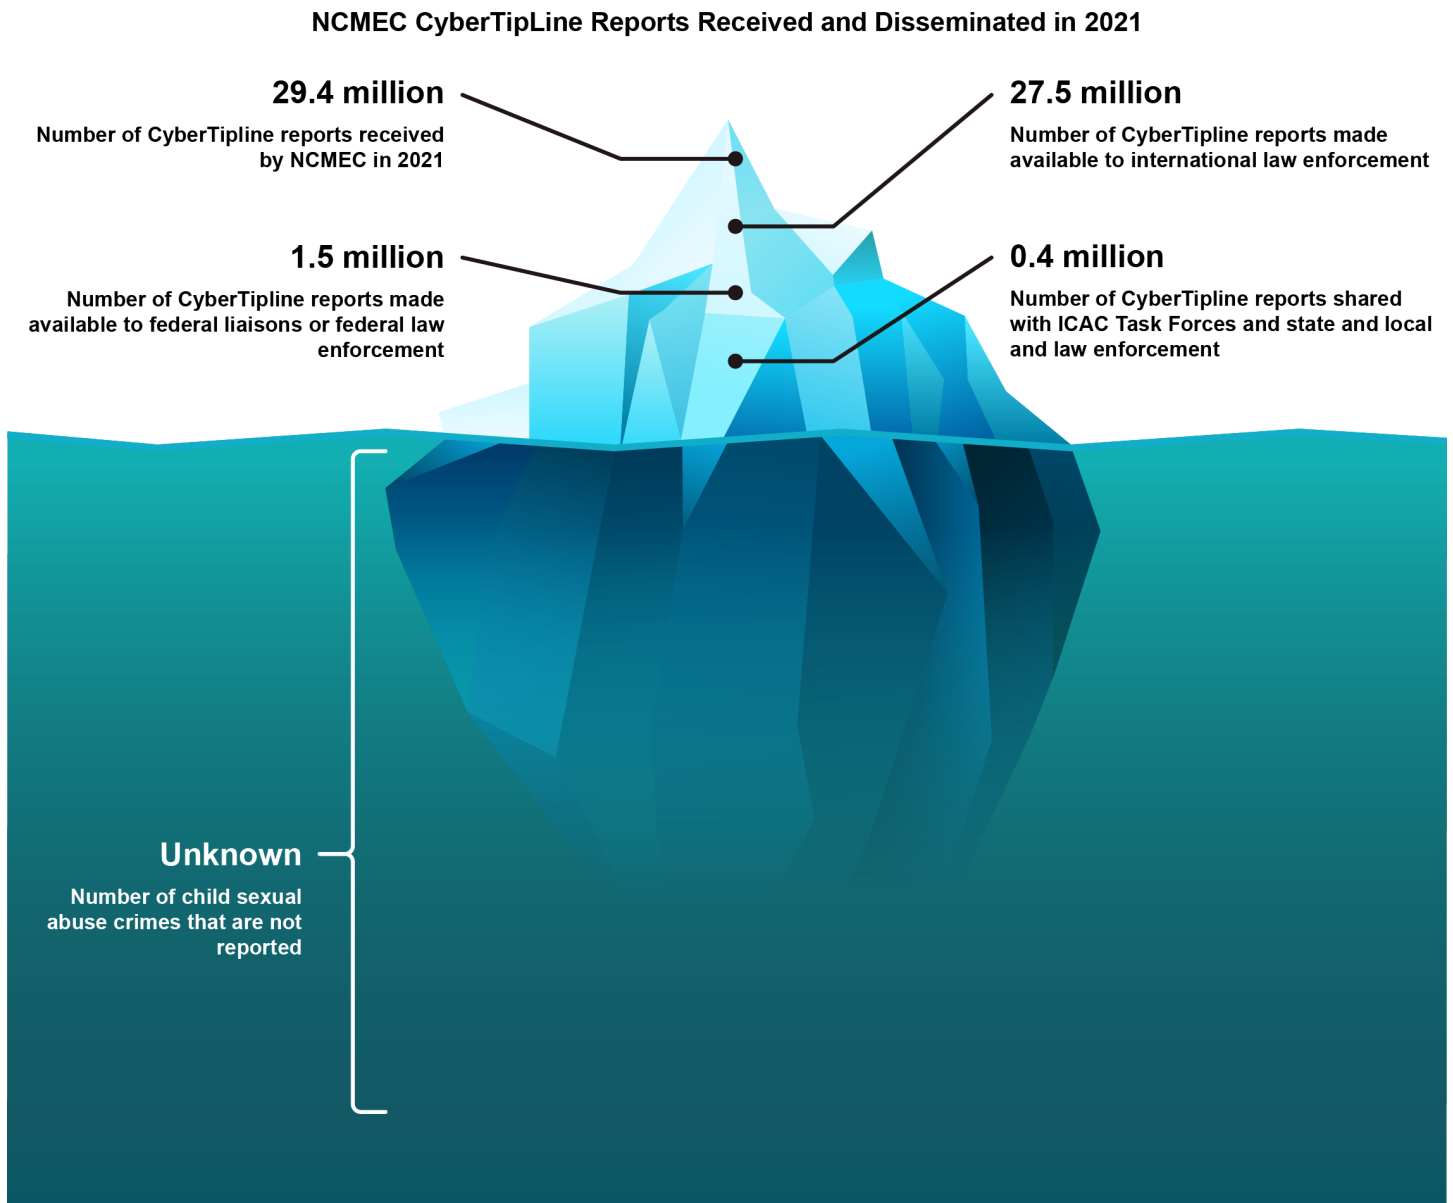 NCMEC CyberTipLine Reports Received and Disseminated in 2021
29.4 million
Number of CyberTipline reports received
by NCMEC in 2021
27.5 million
Number of CyberTipline reports made
available to international law enforcement
1.5 million
Number of CyberTipline reports made
available to federal liaisons or federal law
enforcement
0.4 million
Number of CyberTipline reports shared
with ICAC Task Forces and state and local
and law enforcement
Unknown
Number of child sexual
abuse crimes that are not
reported